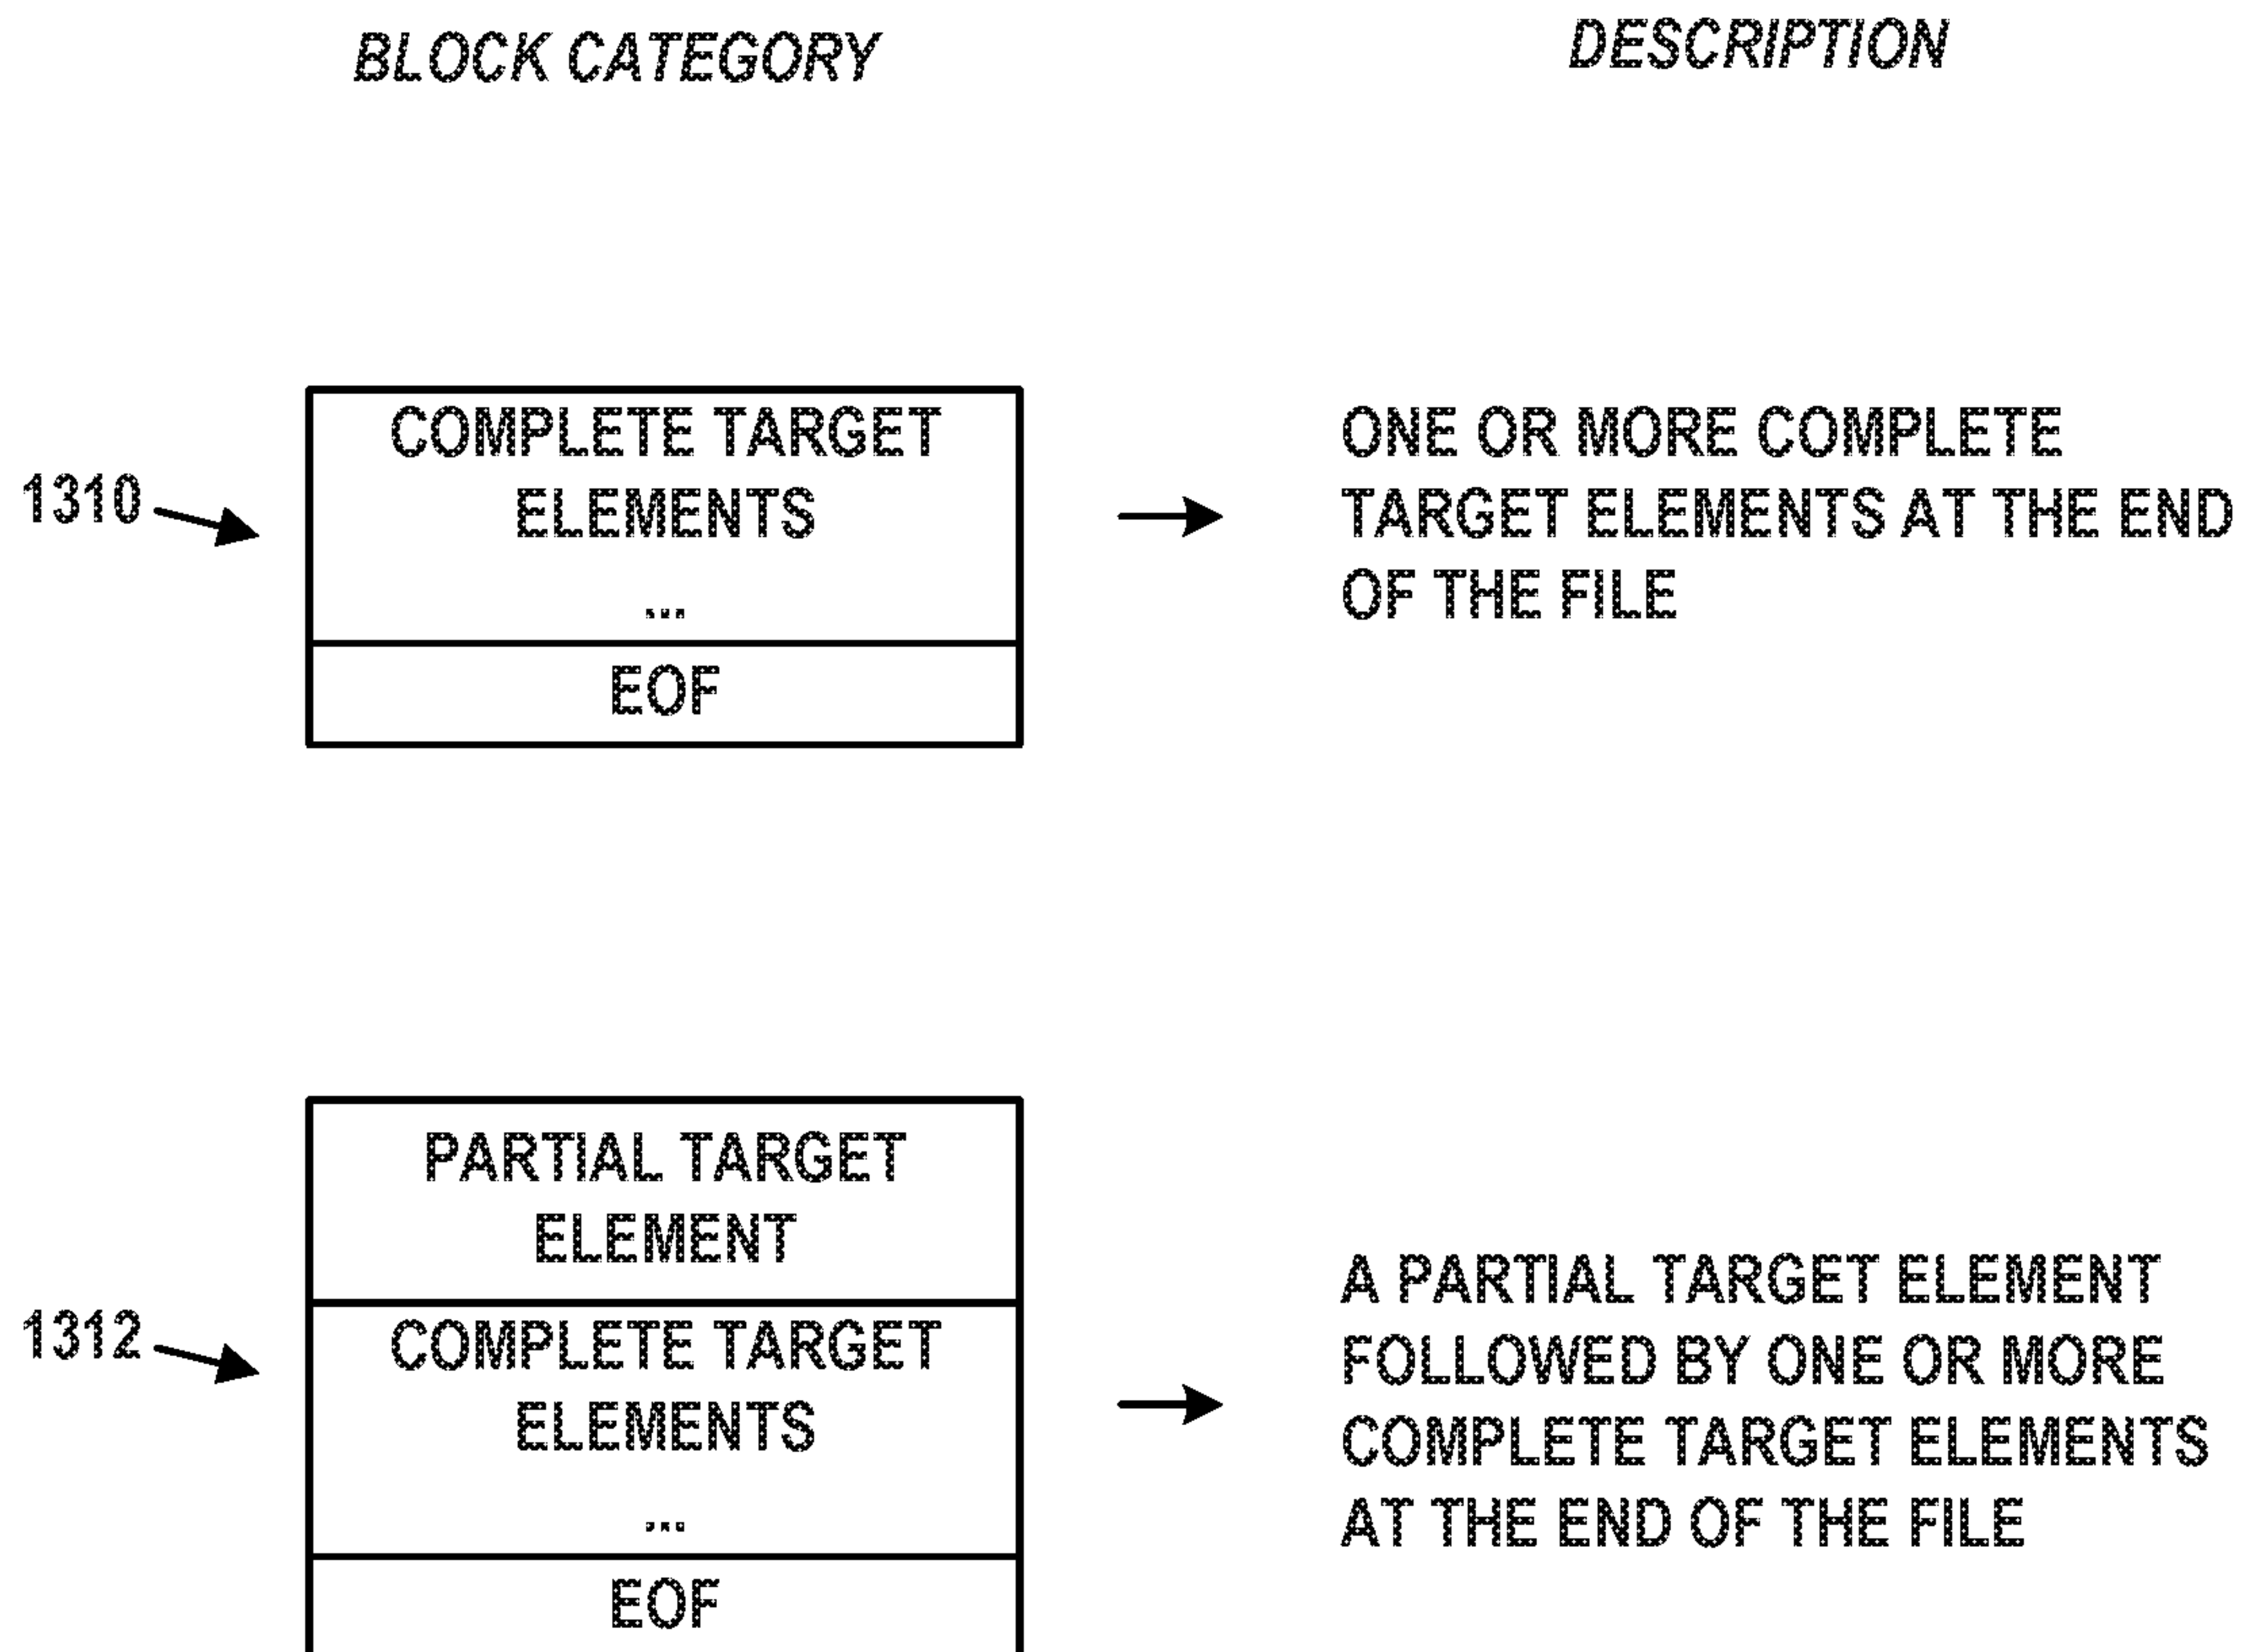 BLOCK CATEGORY
DESCRIPTION
1310
COMPLETE TARGET
ELEMENTS
...
EOF
ONE OR MORE COMPLETE
TARGET ELEMENTS AT THE END
OF THE FILE
1312
PARTIAL TARGET
ELEMENT
COMPLETE TARGET
ELEMENTS
...
EOF
A PARTIAL TARGET ELEMENT
FOLLOWED BY ONE OR MORE
COMPLETE TARGET ELEMENTS
AT THE END OF THE FILE